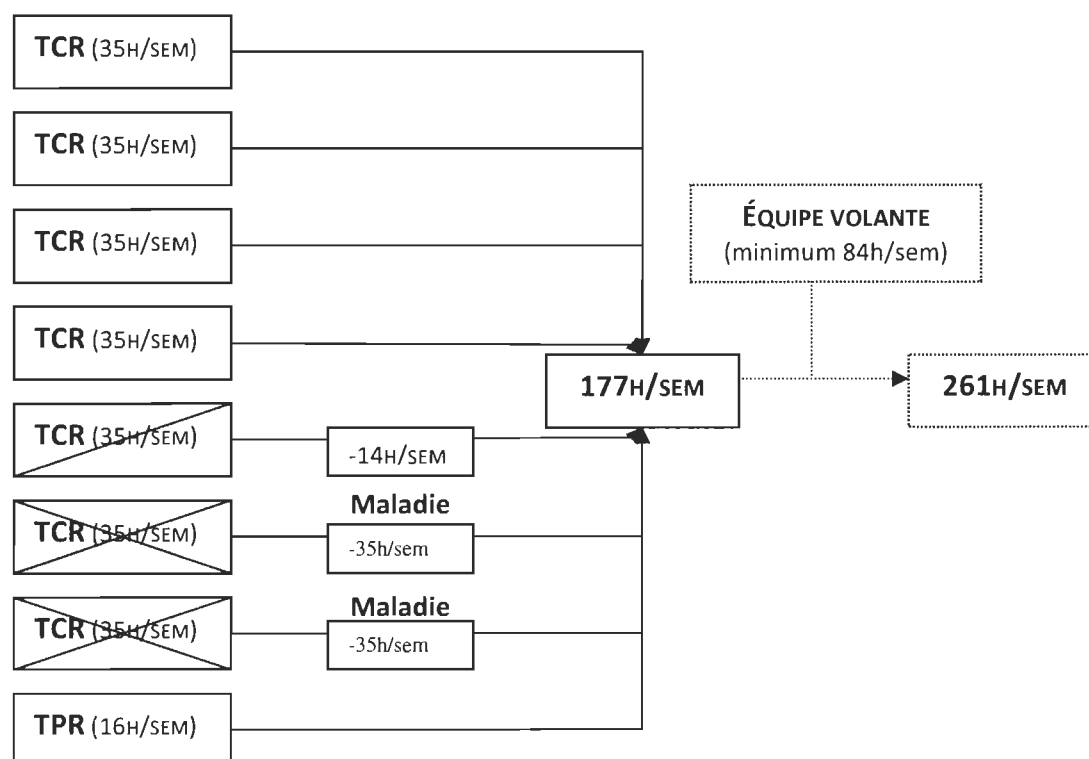 TCR (35H/SEM)
TCR (35H/SEM)
TCR (35H/SEM)
TCR (35H/SEM)
TCR (35H/SEM)
-14H/SEM
Maladie
TCR (35H/SEM)
-35h/sem
Maladie
TCR (35H/SEM)
-35h/sem
TPR (16H/SEM)
177H/SEM
ÉQUIPE VOLANTE
(minimum 84h/sem)
261H/SEM